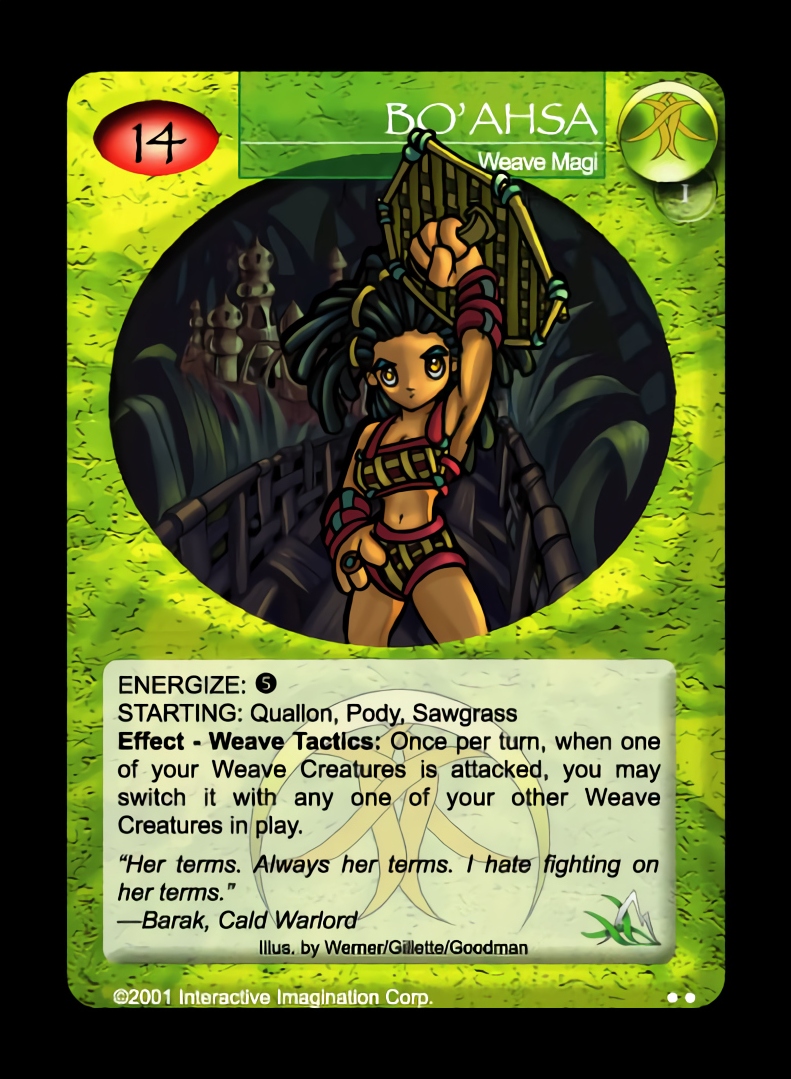 14
BO'AHSA
Weave Magi
I
ENERGIZE: 5
STARTING: Quallon, Pody, Sawgrass
Effect - Weave Tactics: Once per turn, when one
of your Weave Creatures is attacked, you may
switch it with any one of your other Weave
Creatures in play.
“Her terms. Always her terms. I hate fighting on
her terms.”
—Barak, Cald Warlord
Illus. by Werner/Gillette/Goodman
©2001 Interactive Imagination Corp.